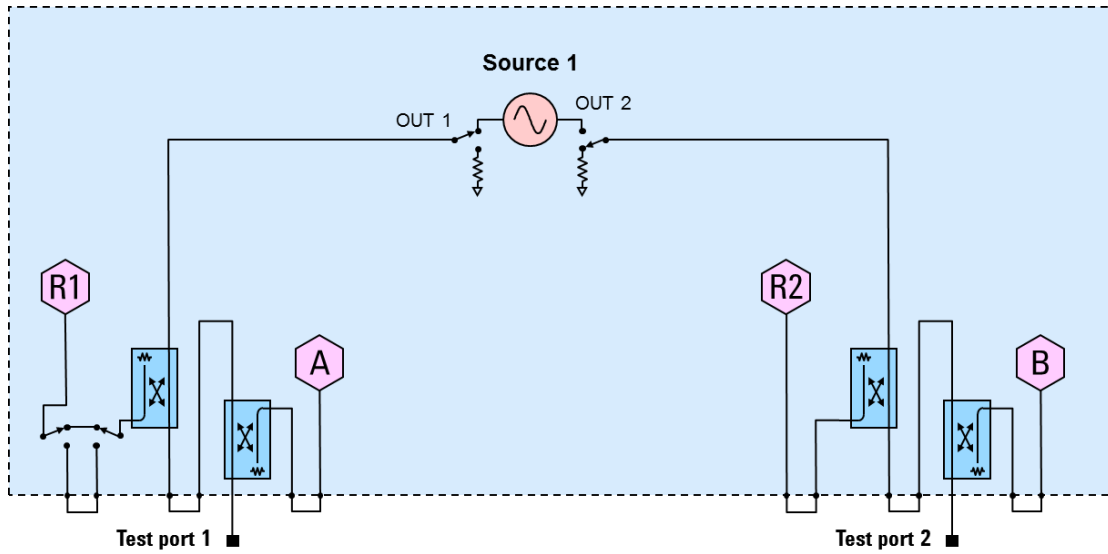 Source 1
OUT 1
OUT 2
R1
R2
A
B
Test port 1
Test port 2